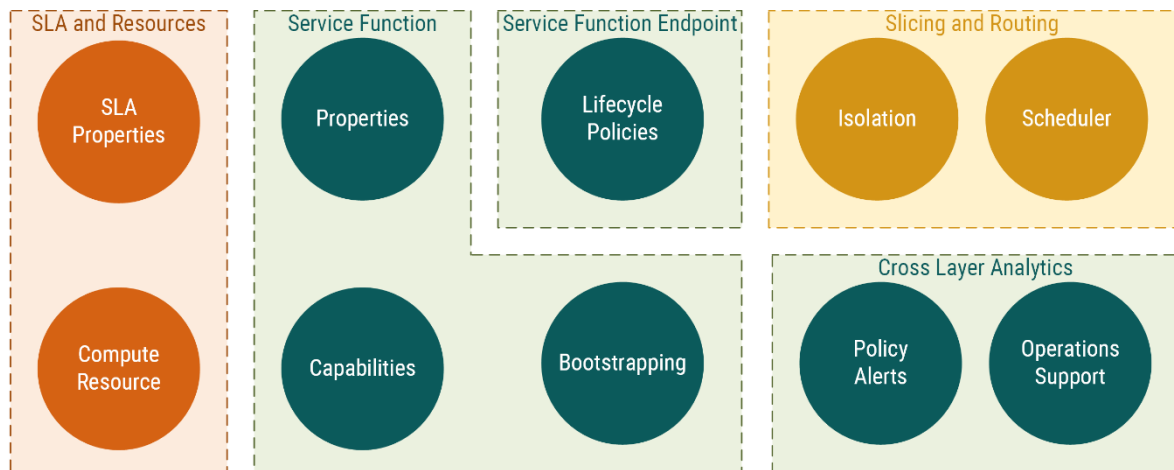 SLA and Resources
SLA
Properties
Compute
Resource
Service Function
Properties
Capabilities
Bootstrapping
Service Function Endpoint
Lifecycle
Policies
Slicing and Routing
Isolation
Scheduler
Cross Layer Analytics
Policy
Alerts
Operations
Support